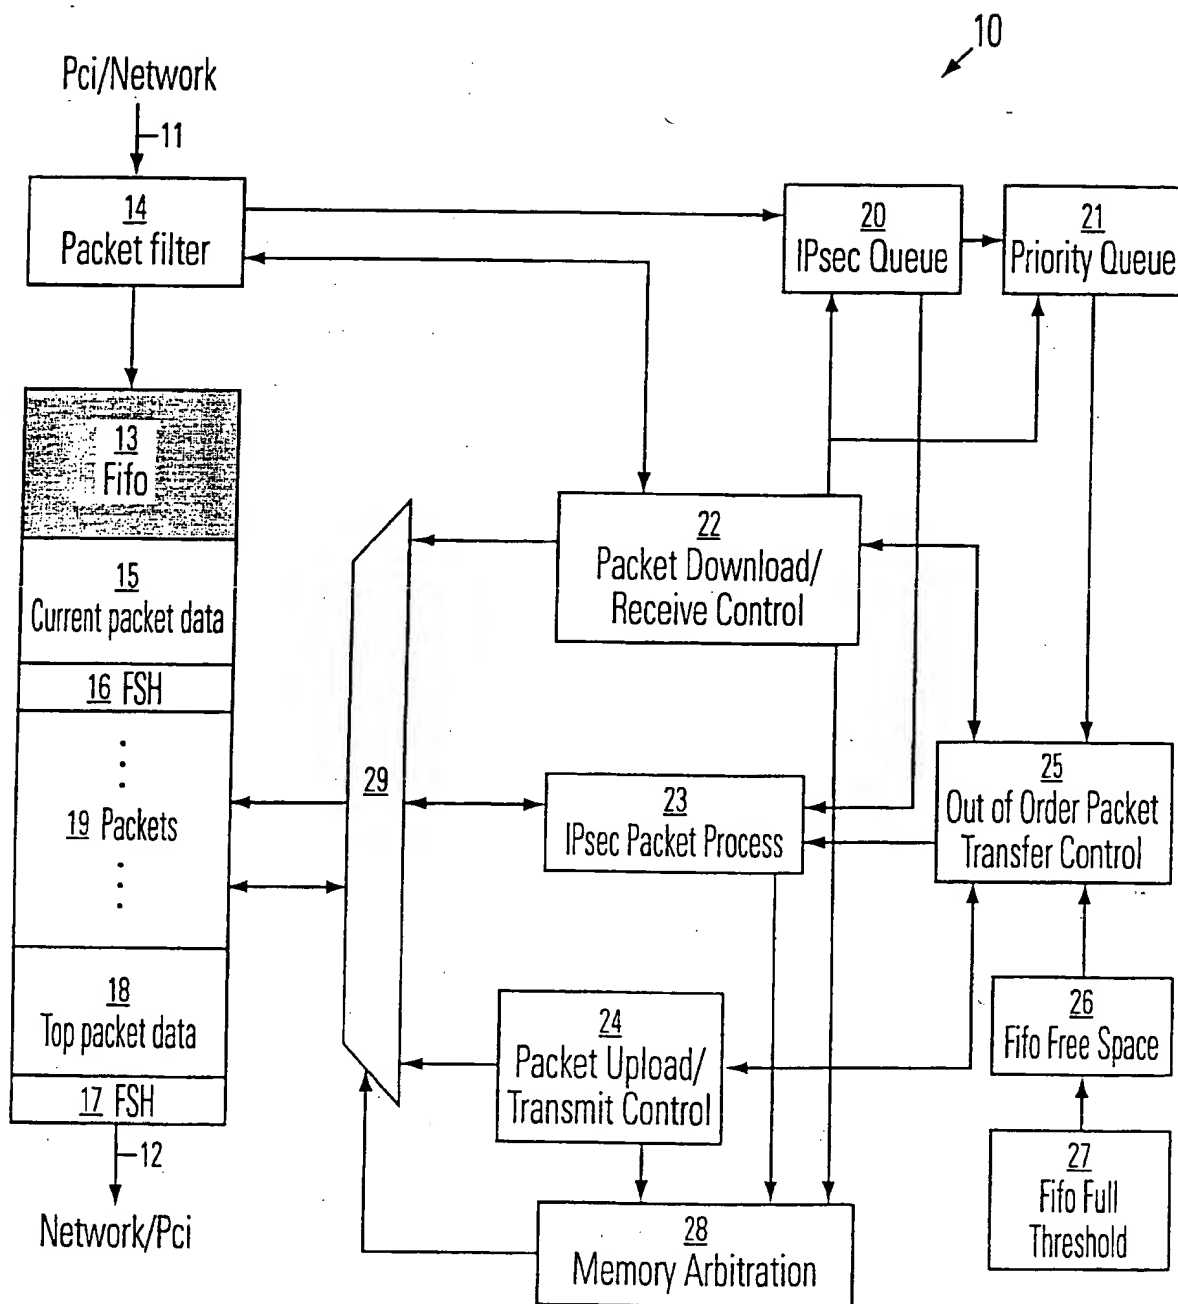 10
Pci/Network
11
14
Packet filter
20
IPsec Queue
21
Priority Queue
13
Fifo
15
Current packet data
16 FSH
22
Packet Download/
Receive Control
29
19 Packets
23
IPsec Packet Process
25
Out of Order Packet
Transfer Control
18
Top packet data
24
Packet Upload/
Transmit Control
26
Fifo Free Space
17 FSH
12
27
Fifo Full
Threshold
Network/Pci
28
Memory Arbitration